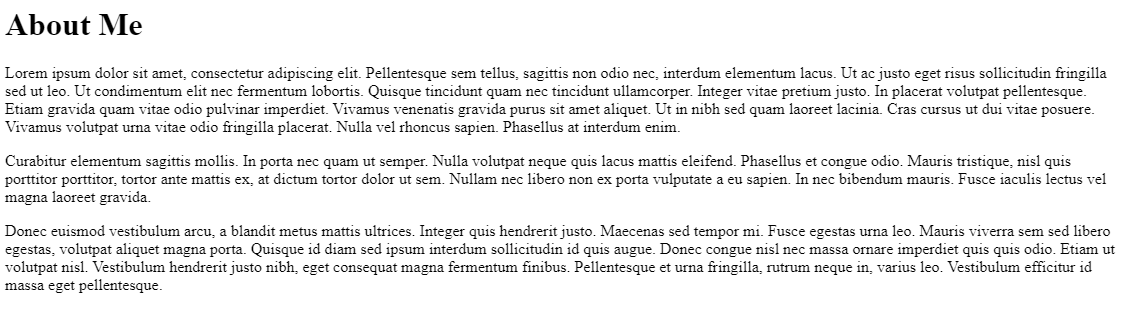 About Me
Lorem ipsum dolor sit amet, consectetur adipiscing elit. Pellentesque sem tellus, sagittis non odio nec, interdum elementum lacus. Ut ac justo eget risus sollicitudin fringilla
sed ut leo. Ut condimentum elit nec fermentum lobortis. Quisque tincidunt quam nec tincidunt ullamcorper. Integer vitae pretium justo. In placerat volutpat pellentesque.
Etiam gravida quam vitae odio pulvinar imperdiet. Vivamus venenatis gravida purus sit amet aliquet. Ut in nibh sed quam laoreet lacinia. Cras cursus ut dui vitae posuere.
Vivamus volutpat urna vitae odio fringilla placerat. Nulla vel rhoncus sapien. Phasellus at interdum enim.
Curabitur elementum sagittis mollis. In porta nec quam ut semper. Nulla volutpat neque quis lacus mattis eleifend. Phasellus et congue odio. Mauris tristique, nisl quis
porttitor porttitor, tortor ante mattis ex, at dictum tortor dolor ut sem. Nullam nec libero non ex porta vulputate a eu sapien. In nec bibendum mauris. Fusce iaculis lectus vel
magna laoreet gravida.
Donec euismod vestibulum arcu, a blandit metus mattis ultrices. Integer quis hendrerit justo. Maecenas sed tempor mi. Fusce egestas urna leo. Mauris viverra sem sed libero
egestas, volutpat aliquet magna porta. Quisque id diam sed ipsum interdum sollicitudin id quis augue. Donec congue nisl nec massa ornare imperdiet quis quis odio. Etiam ut
volutpat nisl. Vestibulum hendrerit justo nibh, eget consequat magna fermentum finibus. Pellentesque et urna fringilla, rutrum neque in, varius leo. Vestibulum efficitur id
massa eget pellentesque.